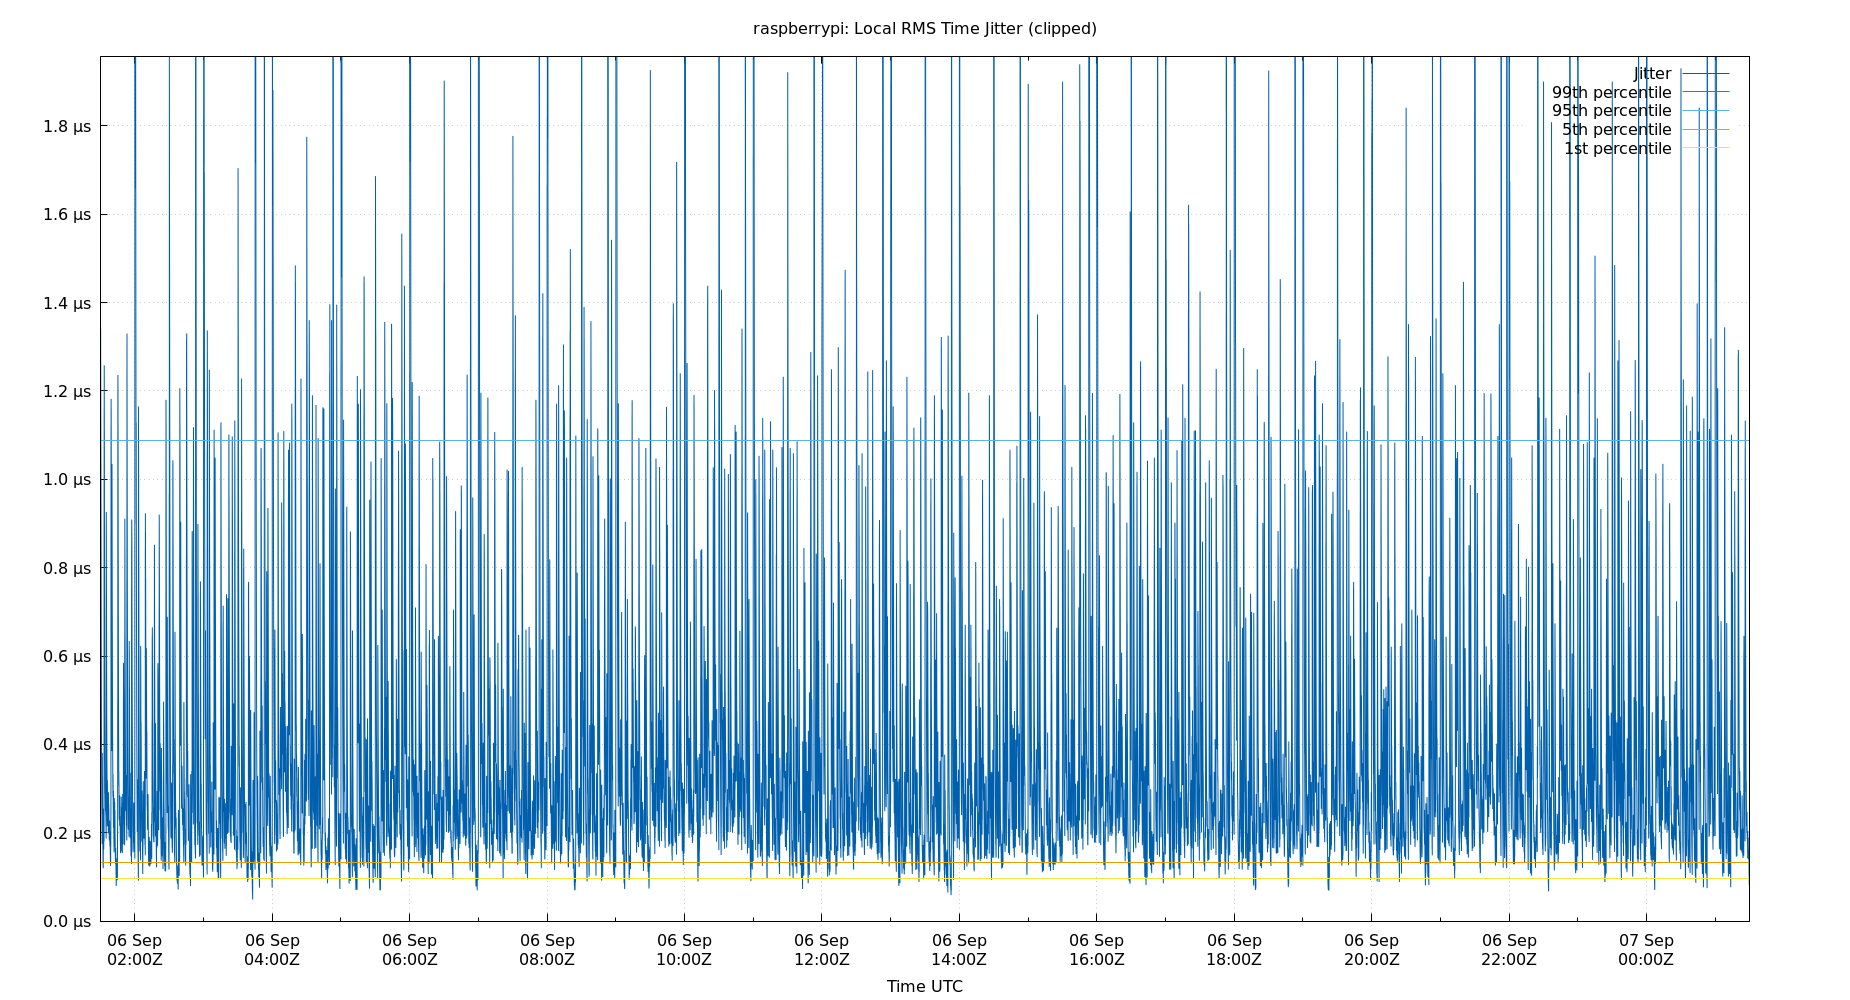 raspberrypi: Local RMS Time Jitter (clipped)
Jitter
99th percentile
95th percentile
5th percentile
1st percentile
1.8 µs
1.6 µs
1.4 µs
1.2 µs
1.0 µs
0.8 µs
0.6 µs
0.4 µs
0.2 µs
0.0 µs
06 Sep 06 Sep 06 Sep 06 Sep 06 Sep 06 Sep 06 Sep 06 Sep 06 Sep 06 Sep 06 Sep 07 Sep
02:00Z 04:00Z 06:00Z 08:00Z 10:00Z 12:00Z 14:00Z 16:00Z 18:00Z 20:00Z 22:00Z 00:00Z
Time UTC